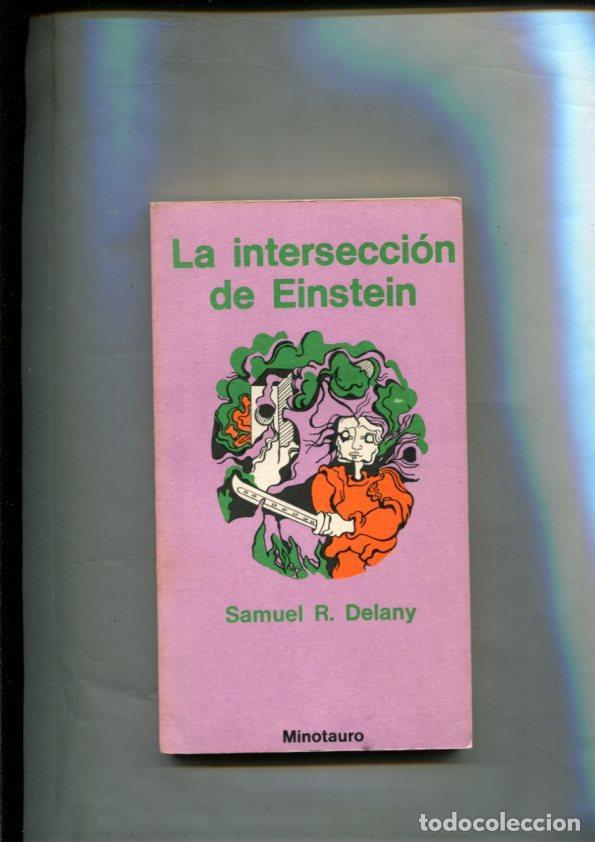 La intersección
de Einstein
Samuel R. Delany
Minotauro
todocoleccion